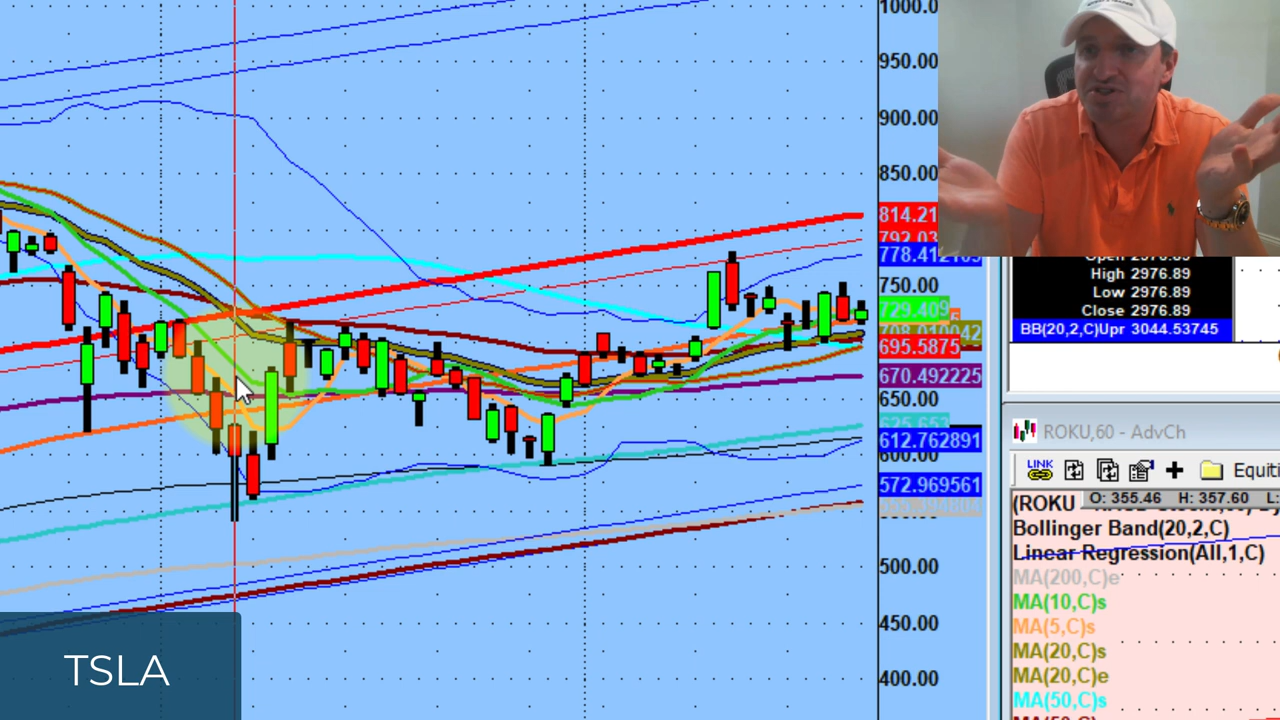 1000.0
950.00
900.00
850.00
814.21
792.03
778.412105
750.00
729.409
695.5875
670.492225
650.00
612.762891
600.00
572.969561
500.00
450.00
400.00
TSLA
High 2976.89
Low 2976.89
Close 2976.89
BB(20,2,C)Upr 3044.53745
ROKU,60 - AdvCh
LINK
Equiti
(ROKU
O: 355.46 H: 357.60 L:
Bollinger Band(20,2,C)
Linear Regression(All,1,C)
MA(200,C)e
MA(10,C)s
MA(5,C)s
MA(20,C)s
MA(20,C)e
MA(50,C)s